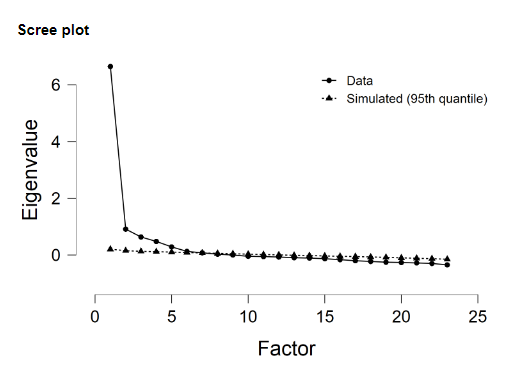 Scree plot
Data
Simulated (95th quantile)
Eigenvalue
6
4
2
0
0 5 10 15 20 25
Factor